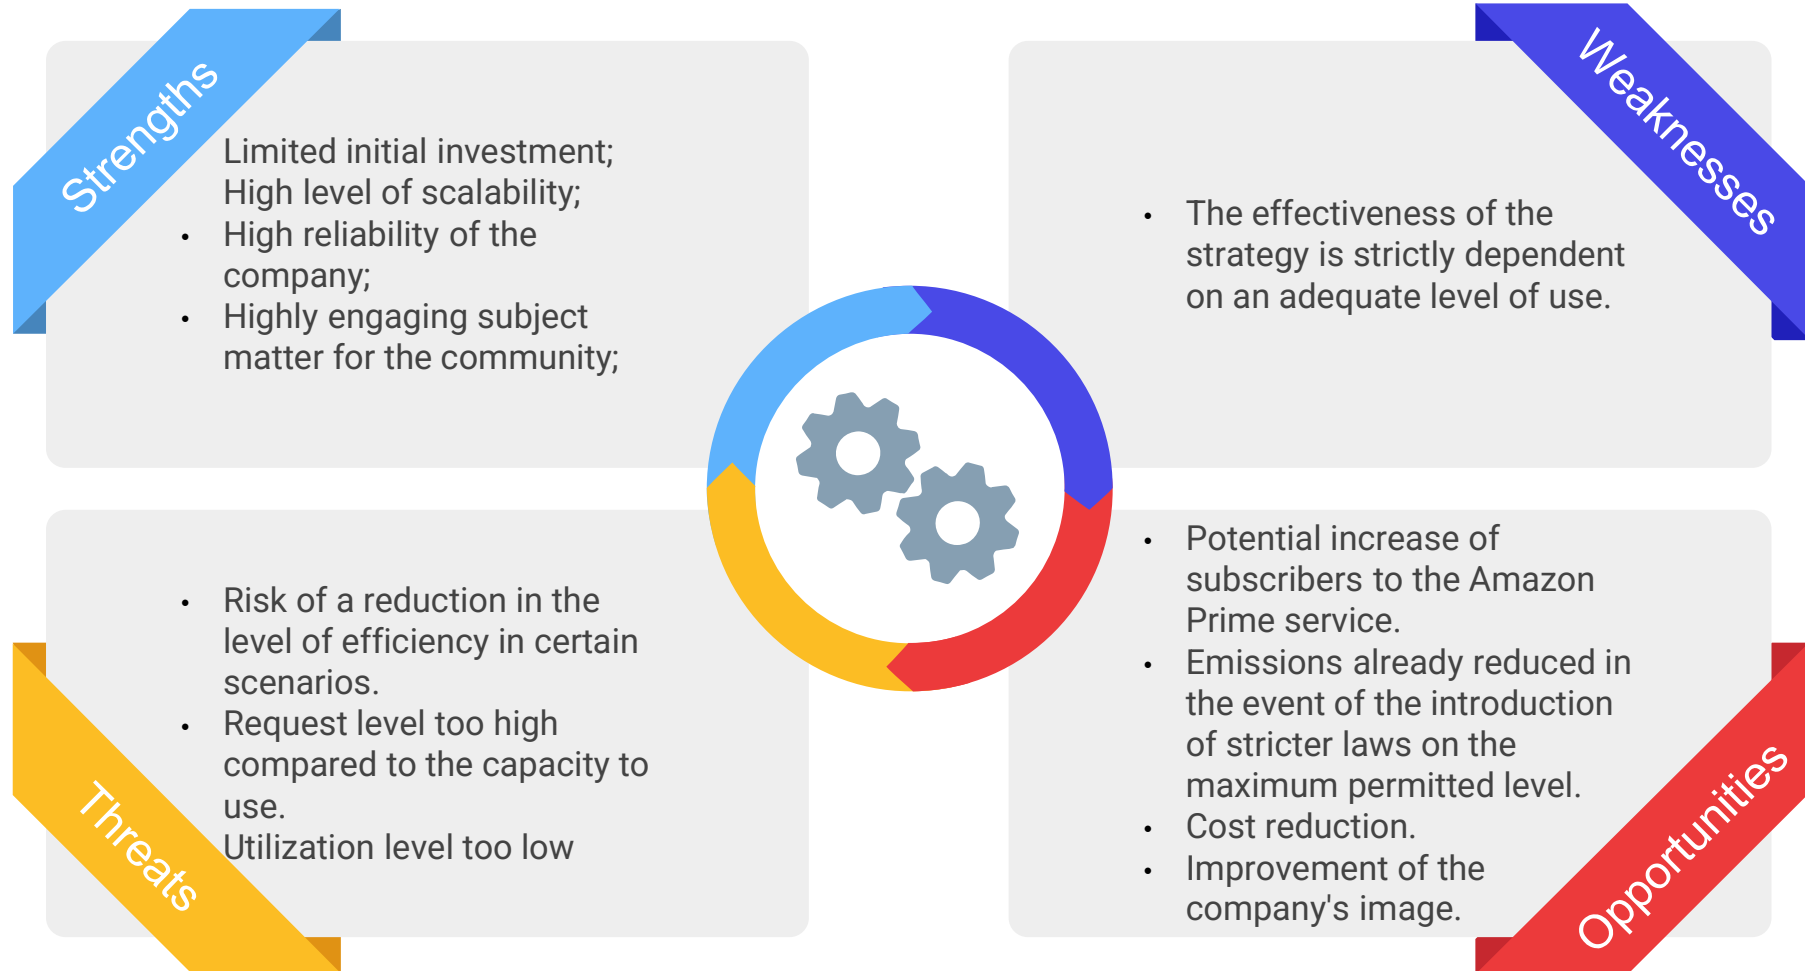 Strengths
Limited initial investment;
High level of scalability;
• High reliability of the
company;
• Highly engaging subject
matter for the community;
Weaknesses
• The effectiveness of the
strategy is strictly dependent
on an adequate level of use.
Threats
• Risk of a reduction in the
level of efficiency in certain
scenarios.
• Request level too high
compared to the capacity to
use.
Utilization level too low
Opportunities
• Potential increase of
subscribers to the Amazon
Prime service.
• Emissions already reduced in
the event of the introduction
of stricter laws on the
maximum permitted level.
• Cost reduction.
• Improvement of the
company's image.